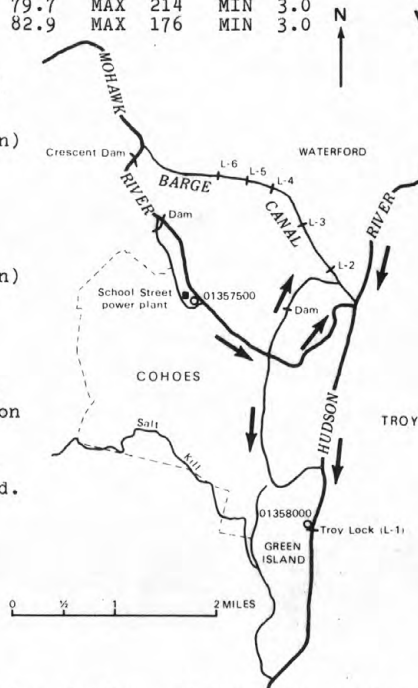 79.7 MAX 214 MIN 3.0
82.9 MAX 176 MIN 3.0
N
MOHAWK
n)
Crescent Dam
WATERFORD
L-6
L-5
L-4
BARGE
RIVER
CANAL
L-3
RIVER
Dam
L-2
n)
School Street
power plant
01357500
Dam
COHOES
HUDSON
TROY
on
Salt
Kill
d.
01358000
Troy Lock (L-1)
GREEN
ISLAND
0 ½ 1 2 MILES